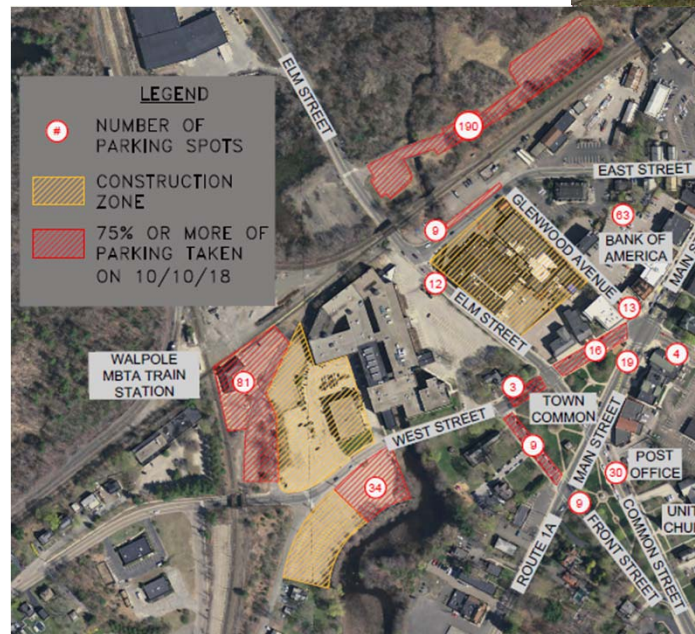 LEGEND
#
NUMBER OF
PARKING SPOTS
CONSTRUCTION
ZONE
75% OR MORE OF
PARKING TAKEN
ON 10/10/18
ELM STREET
190
EAST STREET
9
GLENWOOD AVENUE
63
BANK OF
AMERICA
MAIN
12
ELM STREET
13
16
19
4
WALPOLE
MBTA TRAIN
STATION
81
3
TOWN
COMMON
WEST STREET
MAIN STREET
9
34
30
POST
OFFICE
9
UNIT
CHU
ROUTE 1A
FRONT STREET
COMMON STREET